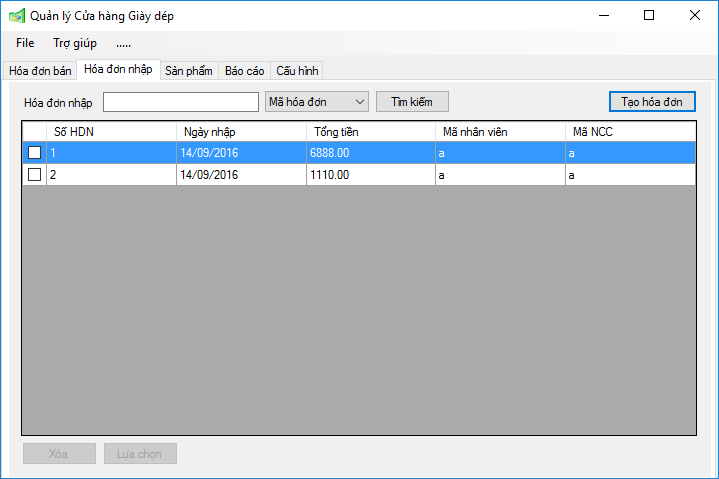 Quản lý Cửa hàng Giày dép
File Trợ giúp .....
Hóa đơn bán Hóa đơn nhập Sản phẩm Báo cáo Cấu hình
Hóa đơn nhập Mã hóa đơn Tìm kiếm Tạo hóa đơn
Số HDN Ngày nhập Tổng tiền Mã nhân viên Mã NCC
1 14/09/2016 6888.00 a a
2 14/09/2016 1110.00 a a
Xóa Lựa chọn